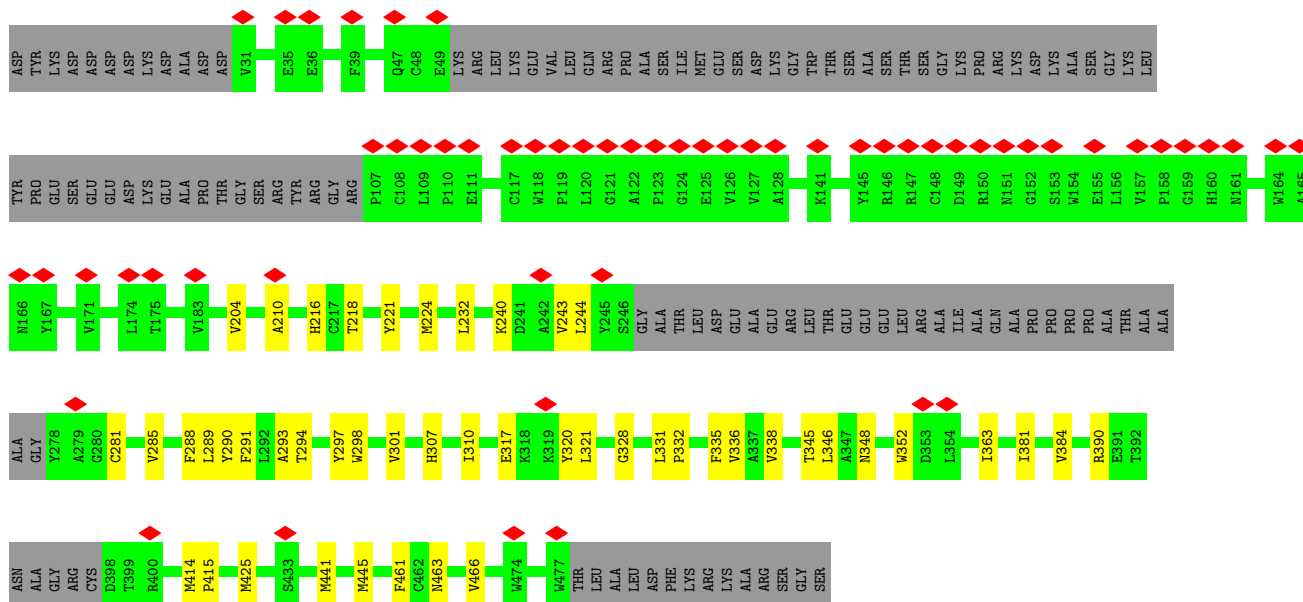 ASP TYR LYS ASP ASP ASP ASP LYS ASP ALA ASP ASP V31 E35 E36 F39 Q47 C48 E49 LYS ARG LEU LYS GLU VAL LEU GLN ARG PRO ALA SER ILE MET GLU SER ASP LYS GLY TRP THR SER ALA SER THR SER GLY LYS PRO ARG LYS ASP LYS ALA SER GLY LYS LEU
TYR PRO GLU SER GLU GLU ASP LYS GLU ALA PRO THR GLY SER ARG TYR ARG GLY ARG P107 C108 L109 P110 E111 C117 W118 P119 L120 G121 A122 P123 G124 E125 V126 V127 A128 K141 Y145 R146 R147 C148 D149 R150 N151 G152 S153 W154 E155 L156 V157 P158 G159 H160 N161 W164 A165
N166 Y167 V171 L174 T175 V183 V204 A210 H216 C217 T218 Y221 M224 L232 K240 D241 A242 V243 L244 Y245 S246 GLY ALA THR LEU ASP GLU ALA GLU ARG LEU THR GLU GLU GLU LEU ARG ALA ILE ALA GLN ALA PRO PRO PRO PRO ALA THR ALA ALA
ALA GLY Y278 A279 G280 C281 V285 F288 L289 Y290 F291 L292 A293 T294 Y297 W298 V301 H307 I310 E317 K318 K319 Y320 L321 G328 L331 P332 F335 V336 A337 V338 T345 L346 A347 N348 W352 D353 L354 I363 I381 V384 R390 E391 T392
ASN ALA GLY ARG CYS D398 T399 R400 M414 P415 M425 S433 M441 M445 F461 C462 N463 V466 W474 W477 THR LEU ALA LEU ASP PHE LYS ARG LYS ALA ARG SER GLY SER